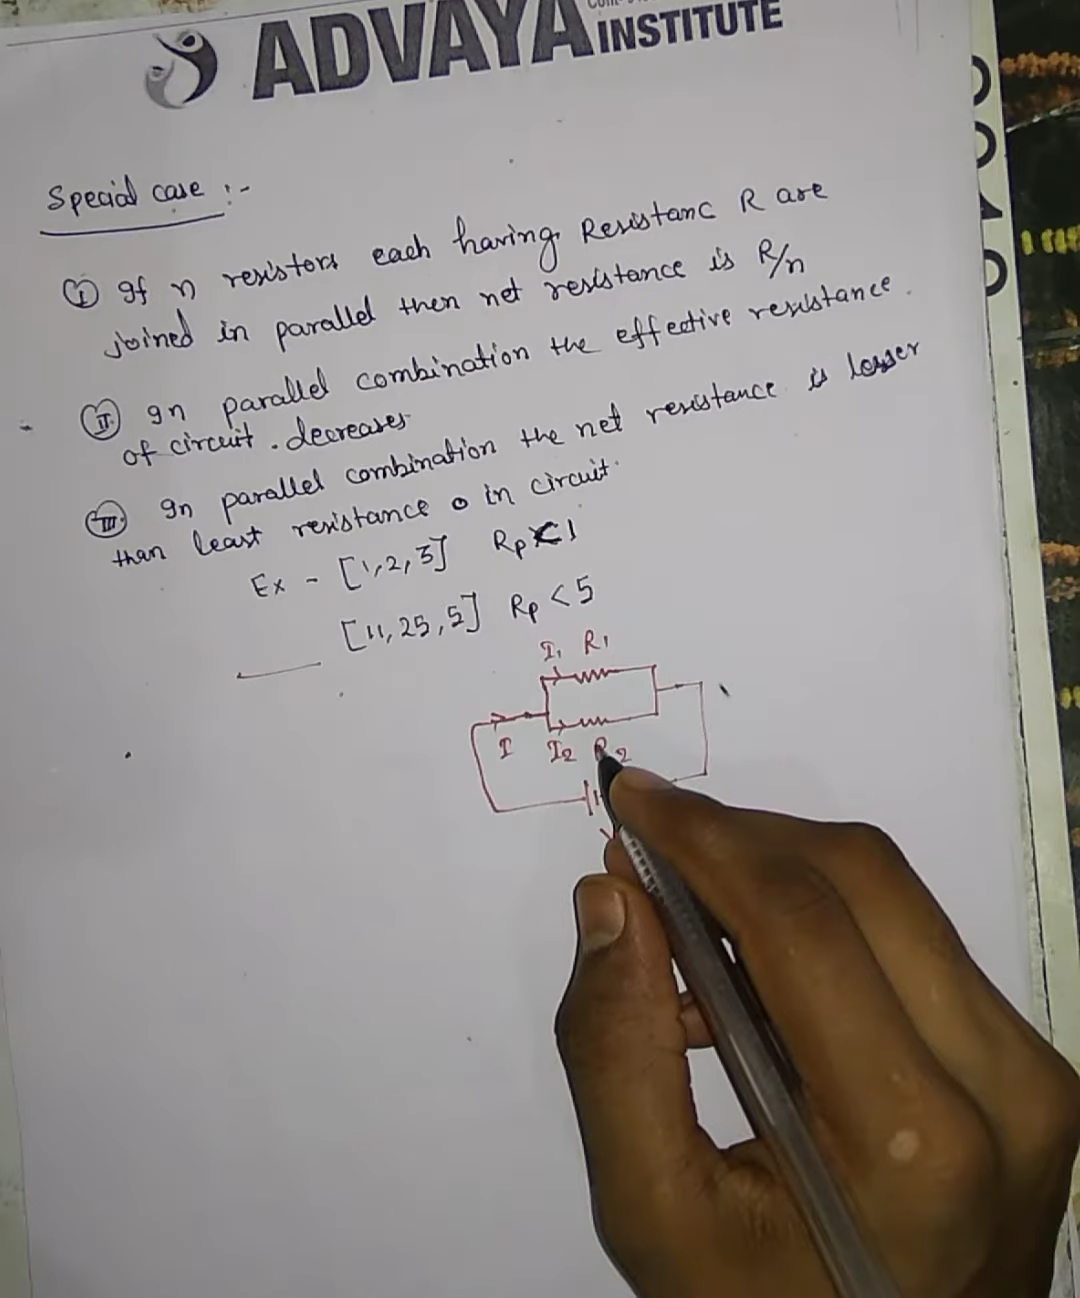 ADVAYA INSTITUTE
Special case :-
(I) If n resistors each having Resistanc R are
joined in parallel then net resistance is R/n
(II) In parallel combination the effective resistance.
of circuit. decreases
(III) In parallel combination the net resistance is lesser
than least resistance in circuit.
Ex - [1,2,3] Rp < 1
[11,25,5] Rp < 5
I1 R1
I I2 R2